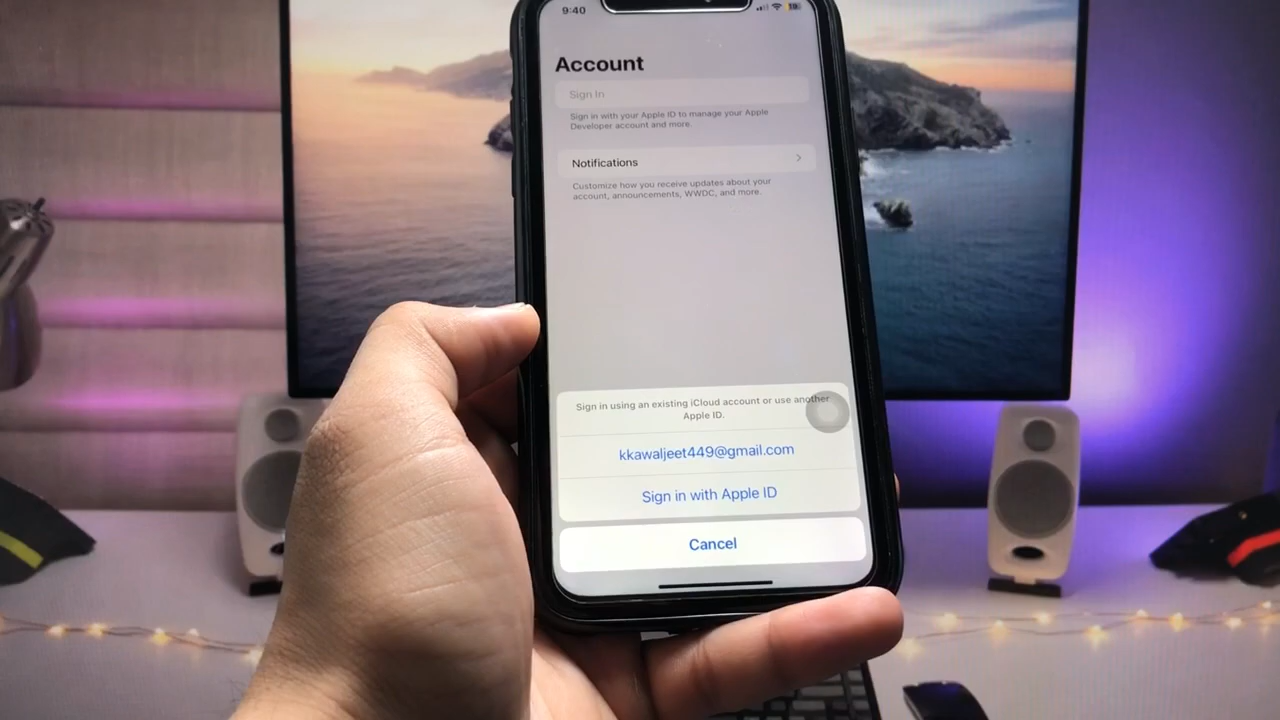 9:40
Account
Sign In
Sign in with your Apple ID to manage your Apple
Developer account and more.
Notifications
Customize how you receive updates about your
account, announcements, WWDC, and more.
Sign in using an existing iCloud account or use another
Apple ID.
kkawaljeet449@gmail.com
Sign in with Apple ID
Cancel